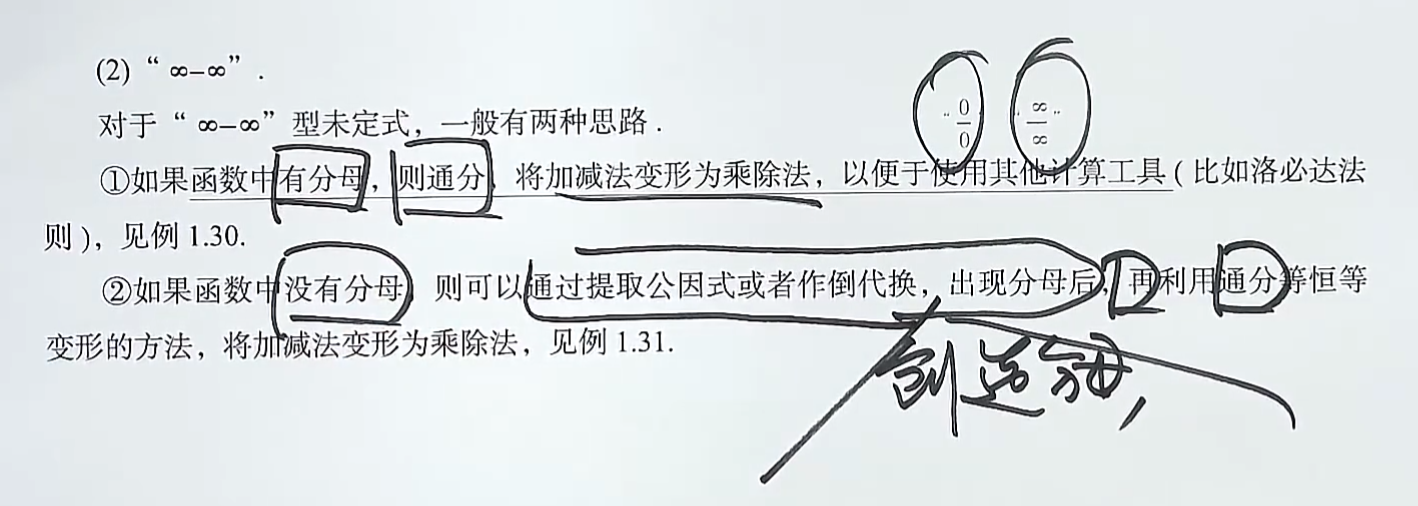 (2)“∞–∞”.
对于“∞–∞”型未定式，一般有两种思路.
“0/0” “∞/∞”
①如果函数中有分母，则通分，将加减法变形为乘除法，以便于使用其他计算工具(比如洛必达法
则)，见例1.30.
②如果函数中没有分母，则可以通过提取公因式或者作倒代换，出现分母后，再利用通分等恒等
变形的方法，将加减法变形为乘除法，见例1.31.
创造分母，